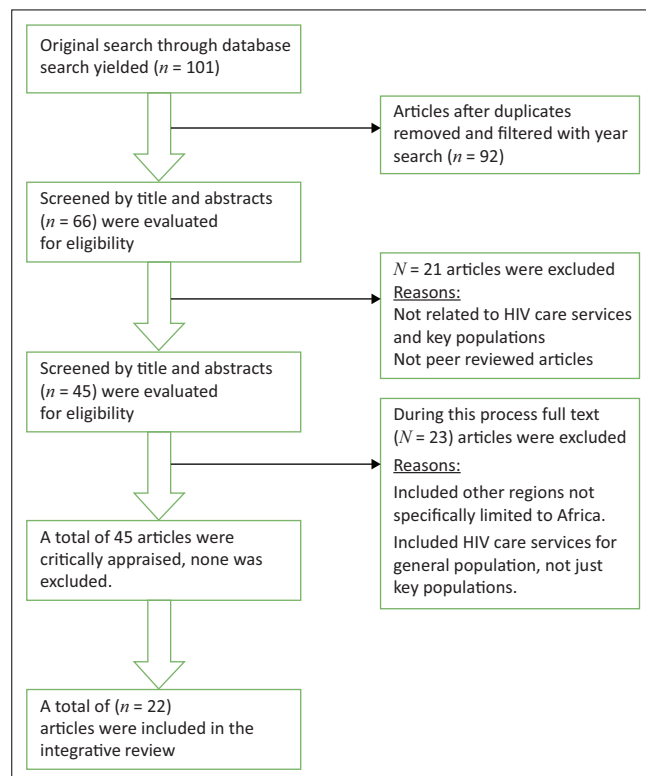 Original search through database
search yielded (n = 101)
Articles after duplicates
removed and filtered with year
search (n = 92)
Screened by title and abstracts
(n = 66) were evaluated
for eligibility
N = 21 articles were excluded
Reasons:
Not related to HIV care services
and key populations
Not peer reviewed articles
Screened by title and abstracts
(n = 45) were evaluated
for eligibility
During this process full text
(N = 23) articles were excluded
Reasons:
Included other regions not
specifically limited to Africa.
Included HIV care services for
general population, not just
key populations.
A total of 45 articles were
critically appraised, none was
excluded.
A total of (n = 22)
articles were included in the
integrative review